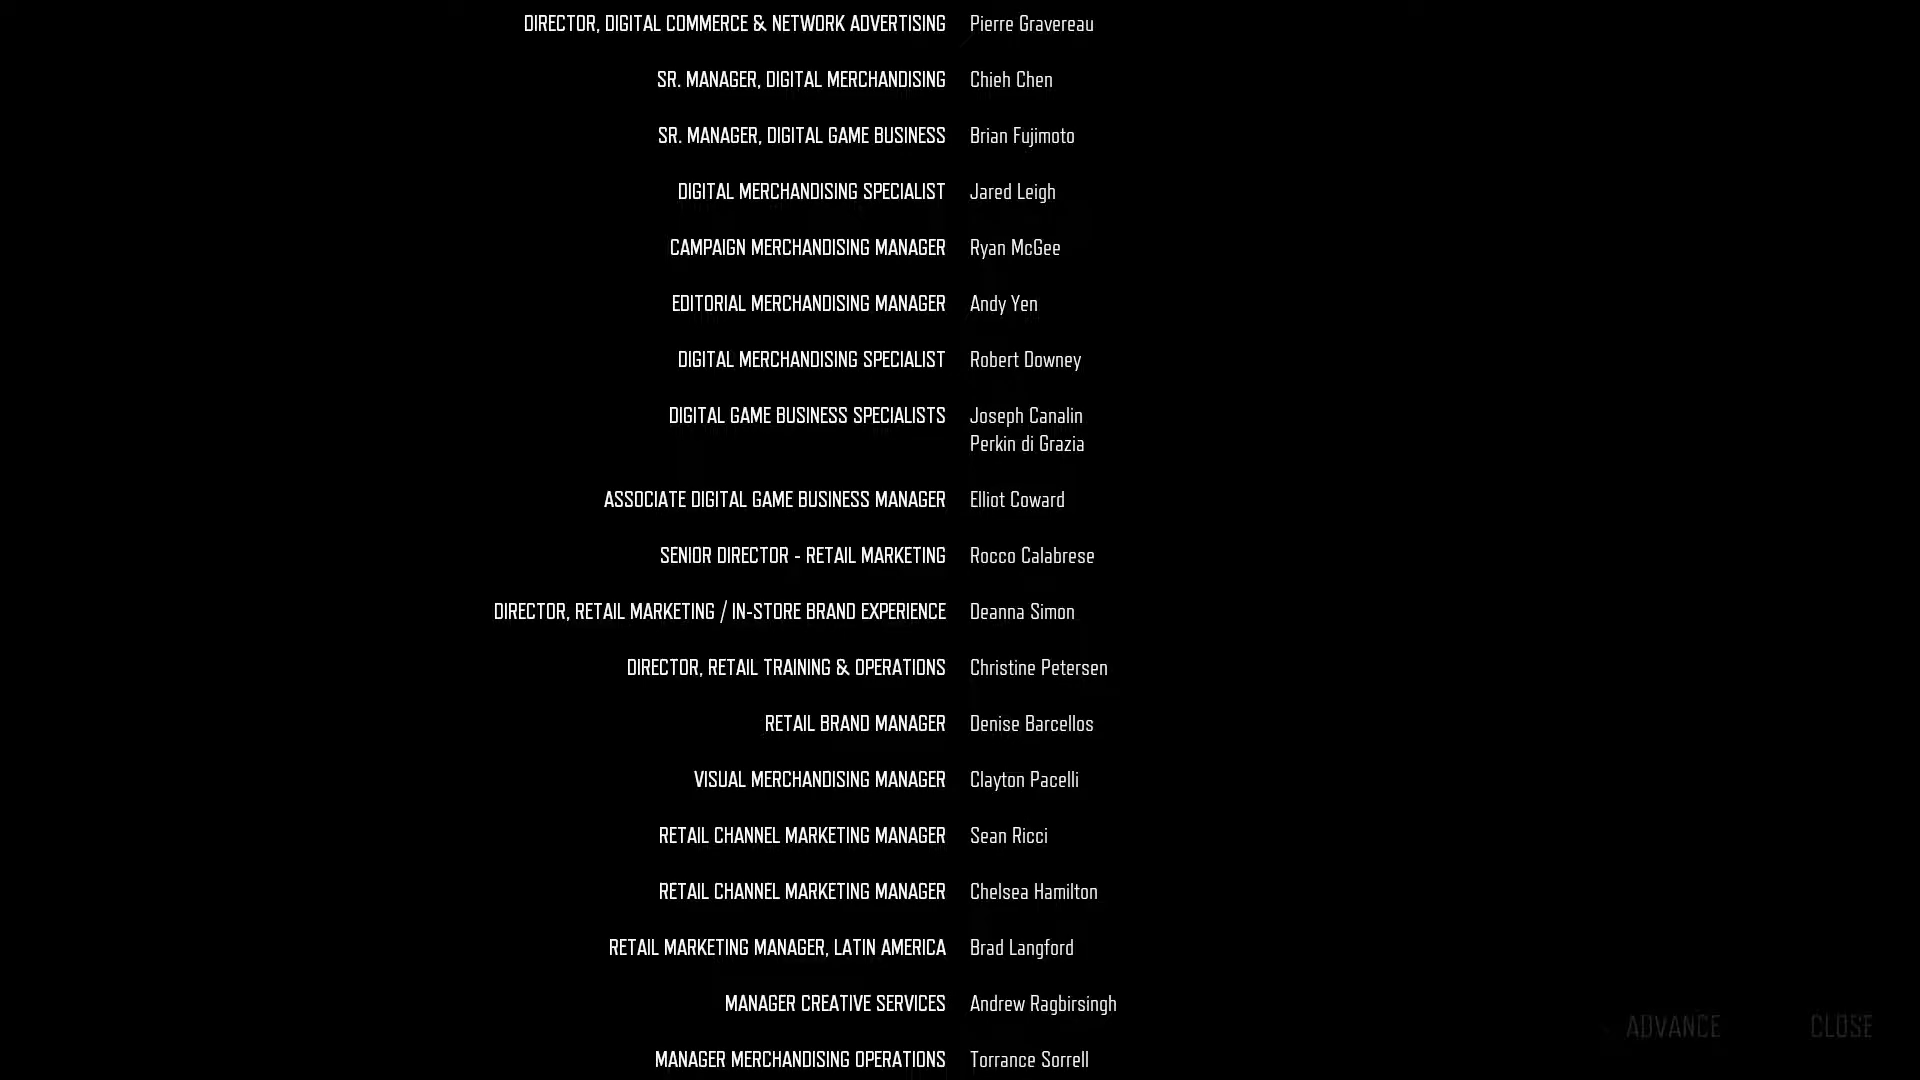 DIRECTOR, DIGITAL COMMERCE & NETWORK ADVERTISING Pierre Gravereau
SR. MANAGER, DIGITAL MERCHANDISING Chieh Chen
SR. MANAGER, DIGITAL GAME BUSINESS Brian Fujimoto
DIGITAL MERCHANDISING SPECIALIST Jared Leigh
CAMPAIGN MERCHANDISING MANAGER Ryan McGee
EDITORIAL MERCHANDISING MANAGER Andy Yen
DIGITAL MERCHANDISING SPECIALIST Robert Downey
DIGITAL GAME BUSINESS SPECIALISTS Joseph Canalin
Perkin di Grazia
ASSOCIATE DIGITAL GAME BUSINESS MANAGER Elliot Coward
SENIOR DIRECTOR - RETAIL MARKETING Rocco Calabrese
DIRECTOR, RETAIL MARKETING / IN-STORE BRAND EXPERIENCE Deanna Simon
DIRECTOR, RETAIL TRAINING & OPERATIONS Christine Petersen
RETAIL BRAND MANAGER Denise Barcellos
VISUAL MERCHANDISING MANAGER Clayton Pacelli
RETAIL CHANNEL MARKETING MANAGER Sean Ricci
RETAIL CHANNEL MARKETING MANAGER Chelsea Hamilton
RETAIL MARKETING MANAGER, LATIN AMERICA Brad Langford
MANAGER CREATIVE SERVICES Andrew Ragbirsingh
ADVANCE CLOSE
MANAGER MERCHANDISING OPERATIONS Torrance Sorrell